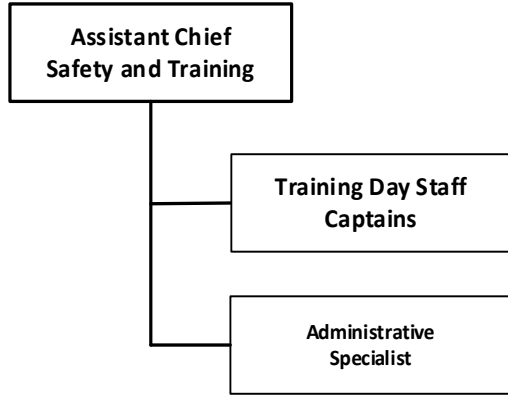 Assistant Chief
Safety and Training
Training Day Staff
Captains
Administrative
Specialist